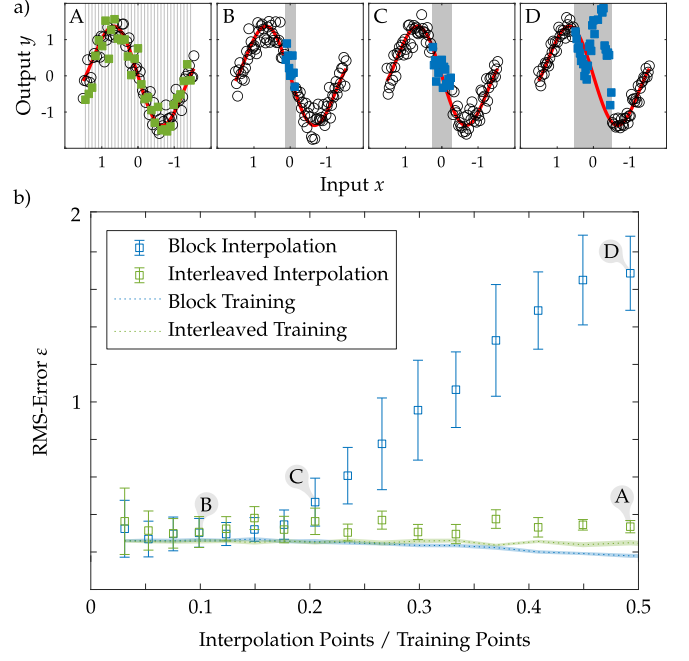 a)
A
B
C
D
Output y
1
0
-1
1 0 -1
1 0 -1
1 0 -1
1 0 -1
Input x
b)
2
1
RMS-Error ε
Block Interpolation
Interleaved Interpolation
Block Training
Interleaved Training
D
C
B
A
0 0.1 0.2 0.3 0.4 0.5
Interpolation Points / Training Points